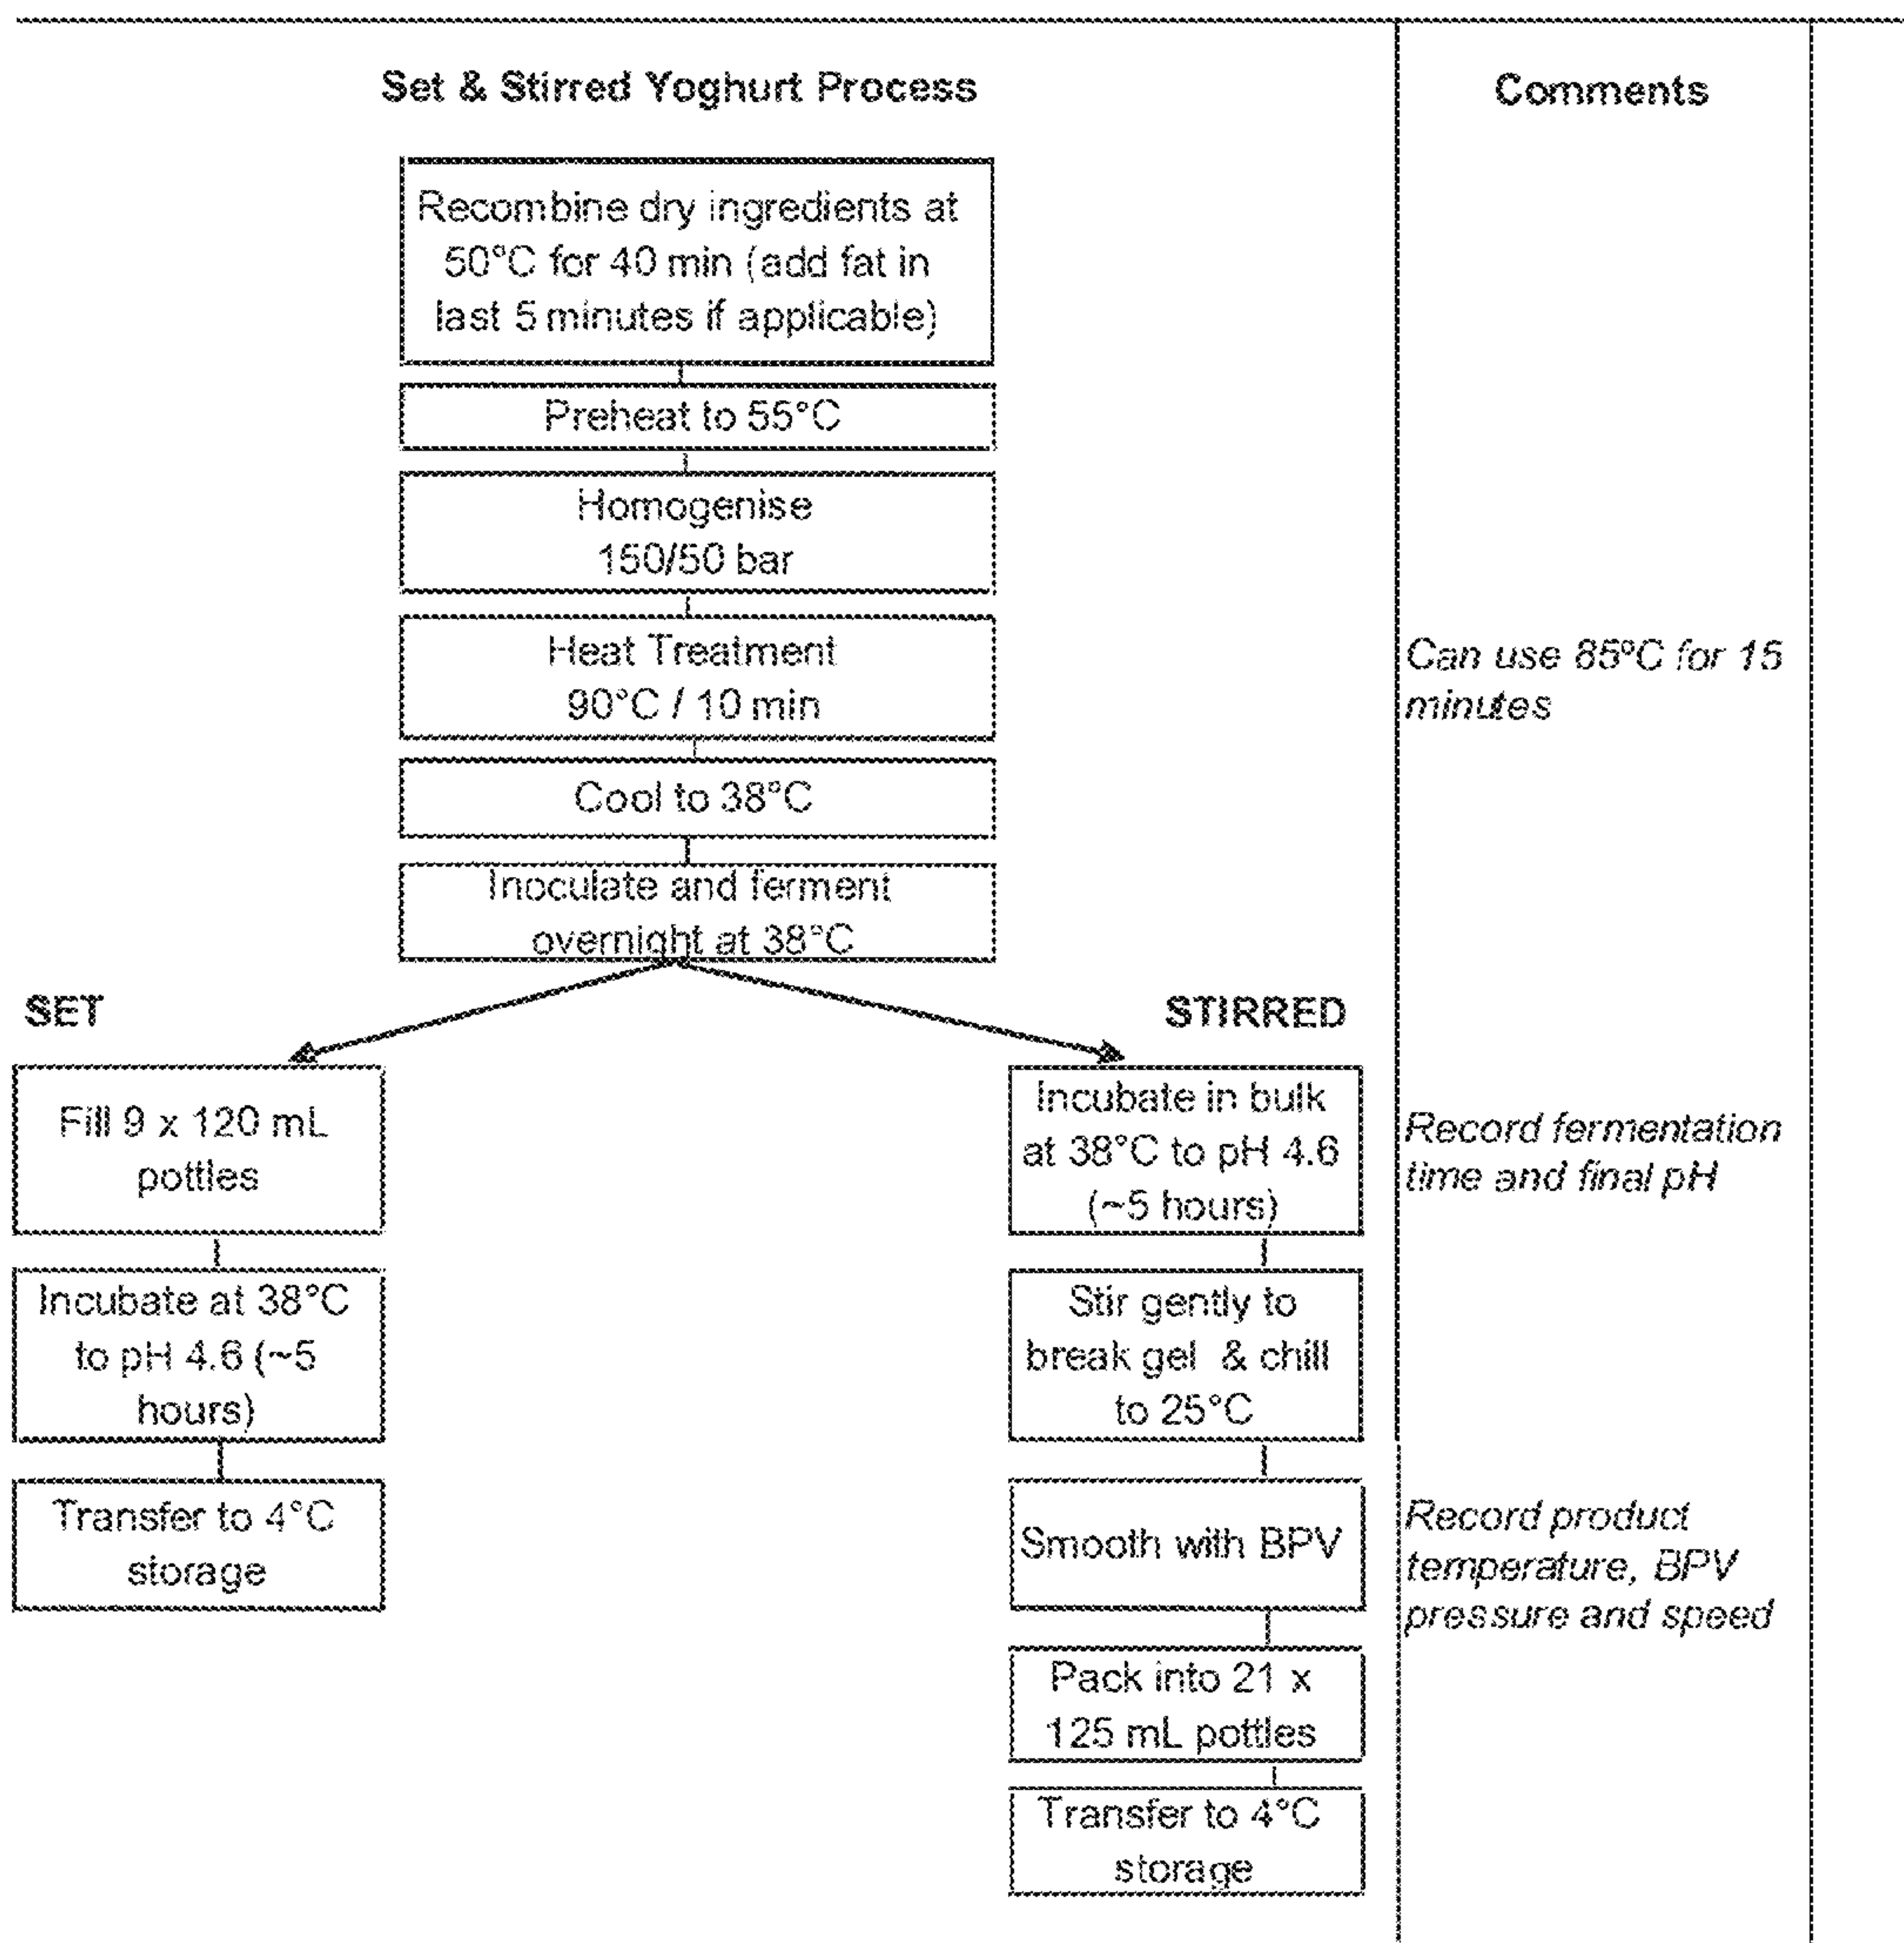 Set & Stirred Yoghurt Process
Comments
Recombine dry ingredients at
50°C for 40 min (add fat in
last 5 minutes if applicable)
Preheat to 55°C
Homogenise
150/50 bar
Heat Treatment
90°C / 10 min
Can use 85°C for 15
minutes
Cool to 38°C
Inoculate and ferment
overnight at 38°C
SET
Fill 9 x 120 mL
pottles
Incubate at 38°C
to pH 4.6 (~5
hours)
Transfer to 4°C
storage
STIRRED
Incubate in bulk
at 38°C to pH 4.6
(~5 hours)
Record fermentation
time and final pH
Stir gently to
break gel & chill
to 25°C
Smooth with BPV
Record product
temperature, BPV
pressure and speed
Pack into 21 x
125 mL pottles
Transfer to 4°C
storage